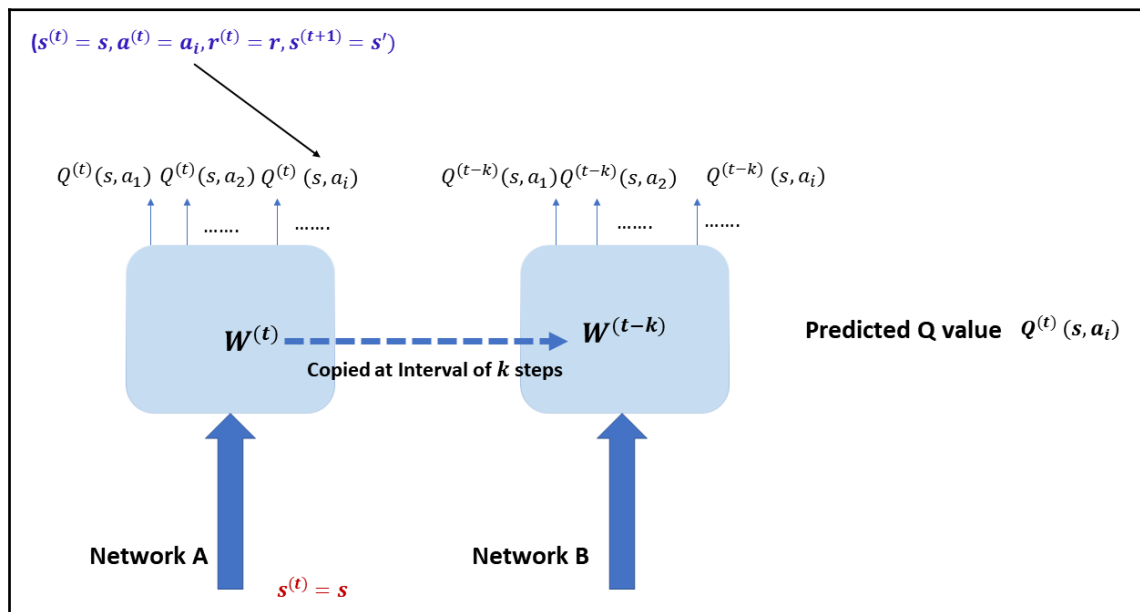 (s^(t) = s, a^(t) = a_i, r^(t) = r, s^(t+1) = s′)
Q^(t)(s, a_1) Q^(t)(s, a_2) Q^(t) (s, a_i) Q^(t−k)(s, a_1) Q^(t−k)(s, a_2) Q^(t−k) (s, a_i)
……. ……. ……. …….
W^(t) W^(t−k) Predicted Q value Q^(t) (s, a_i)
Copied at Interval of k steps
Network A Network B
s^(t) = s